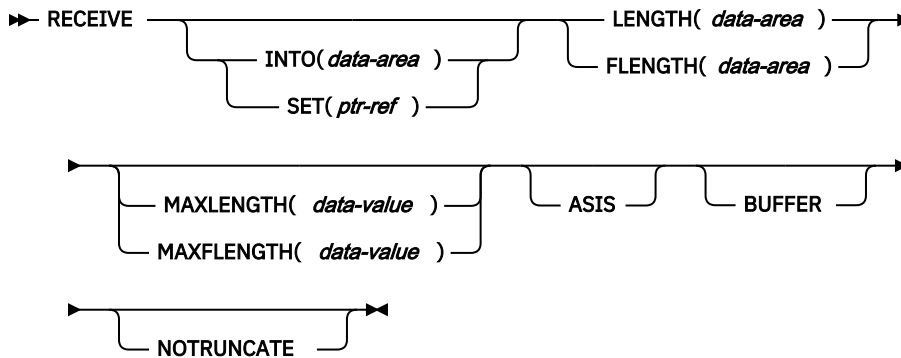 RECEIVE LENGTH( data-area )
INTO( data-area ) FLENGTH( data-area )
SET( ptr-ref )
MAXLENGTH( data-value ) ASIS BUFFER
MAXFLENGTH( data-value )
NOTRUNCATE